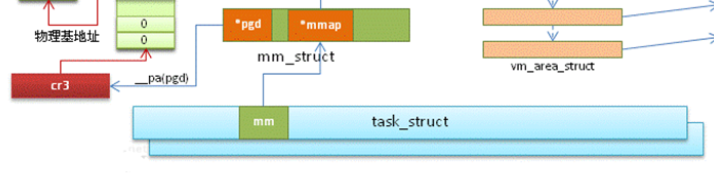 *pgd *mmap
0
物理基地址
0
mm_struct
vm_area_struct
__pa(pgd)
cr3
mm task_struct